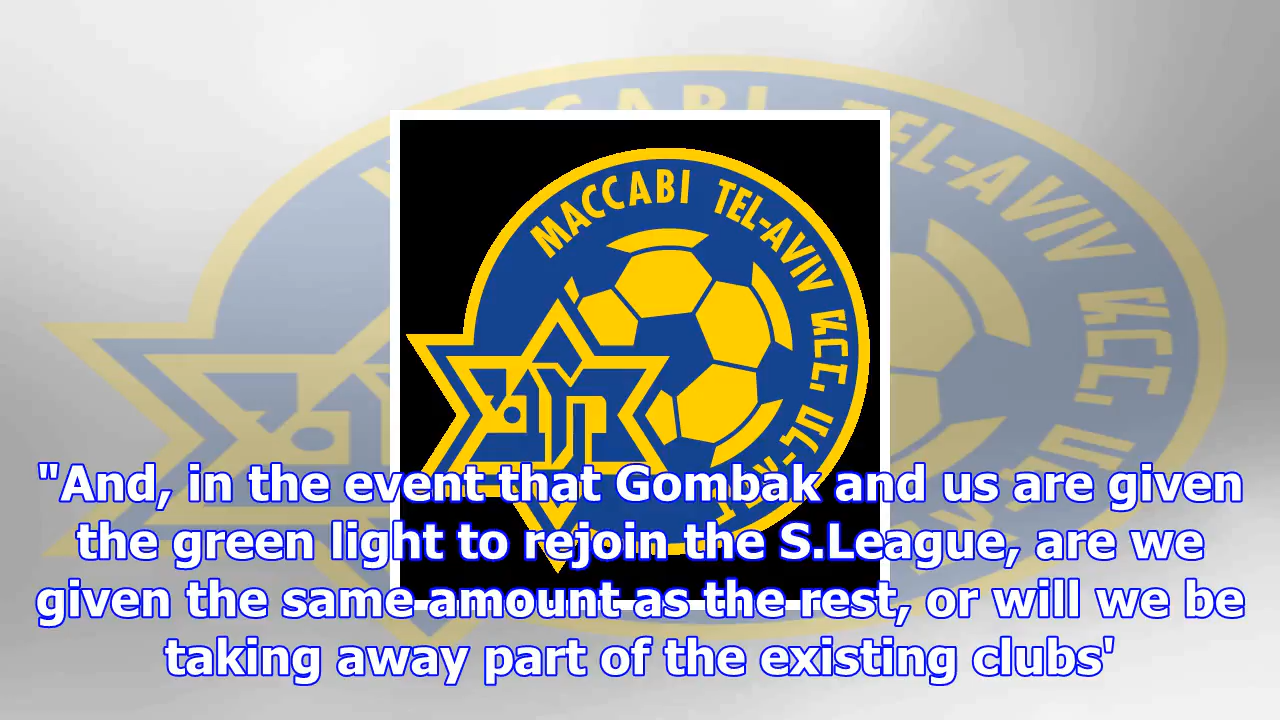 MACCABI TEL-AVIV
"And, in the event that Gombak and us are given
the green light to rejoin the S.League, are we
given the same amount as the rest, or will we be
taking away part of the existing clubs'